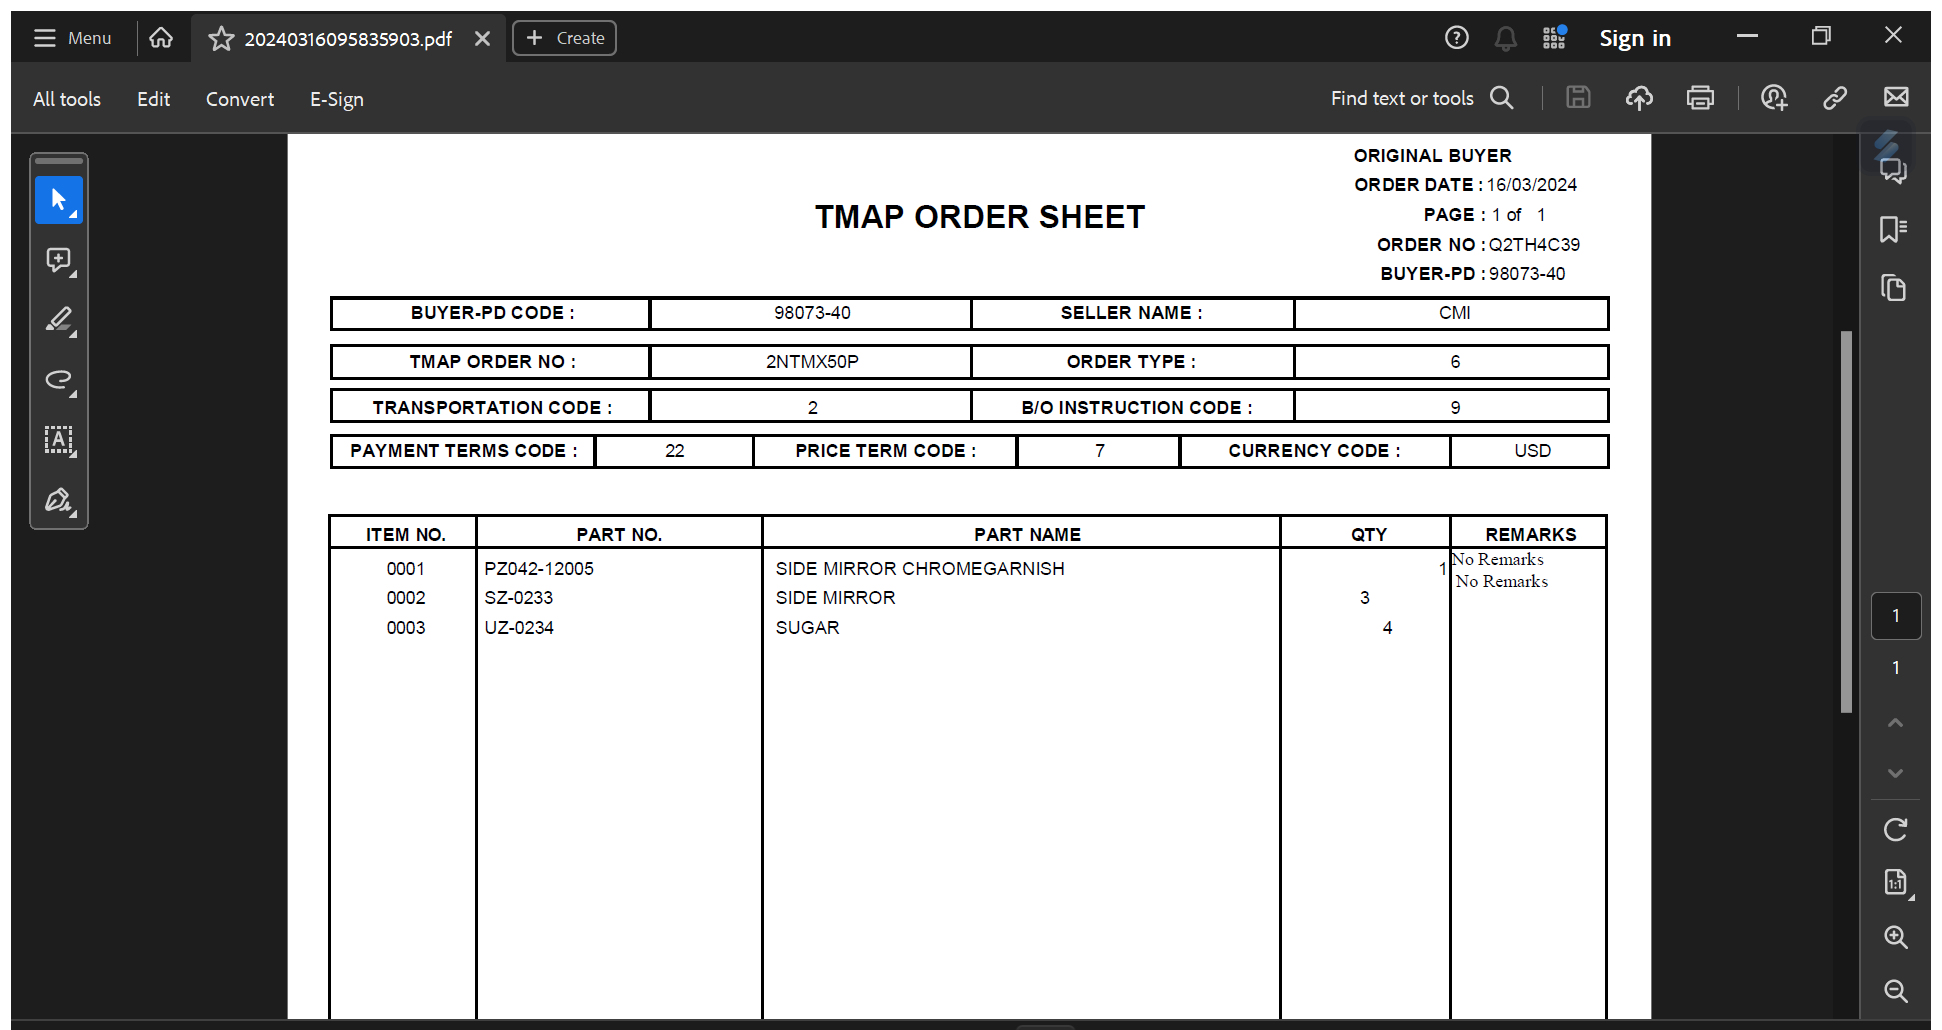 Menu 20240316095835903.pdf Create Sign in
All tools Edit Convert E-Sign Find text or tools
ORIGINAL BUYER
ORDER DATE : 16/03/2024
TMAP ORDER SHEET
PAGE : 1 of 1
ORDER NO : Q2TH4C39
BUYER-PD : 98073-40
BUYER-PD CODE : 98073-40 SELLER NAME : CMI
TMAP ORDER NO : 2NTMX50P ORDER TYPE : 6
TRANSPORTATION CODE : 2 B/O INSTRUCTION CODE : 9
PAYMENT TERMS CODE : 22 PRICE TERM CODE : 7 CURRENCY CODE : USD
ITEM NO. PART NO. PART NAME QTY REMARKS
0001 PZ042-12005 SIDE MIRROR CHROMEGARNISH 1 No Remarks
No Remarks
0002 SZ-0233 SIDE MIRROR 3
0003 UZ-0234 SUGAR 4
1
1
1:1